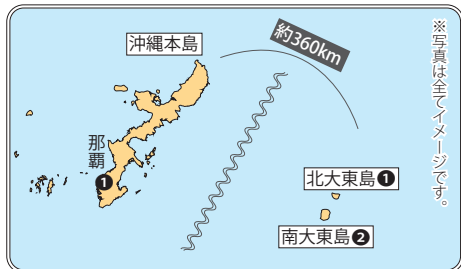 沖縄本島
約360km
※写真は全てイメージです。
那覇
❶
北大東島❶
南大東島❷